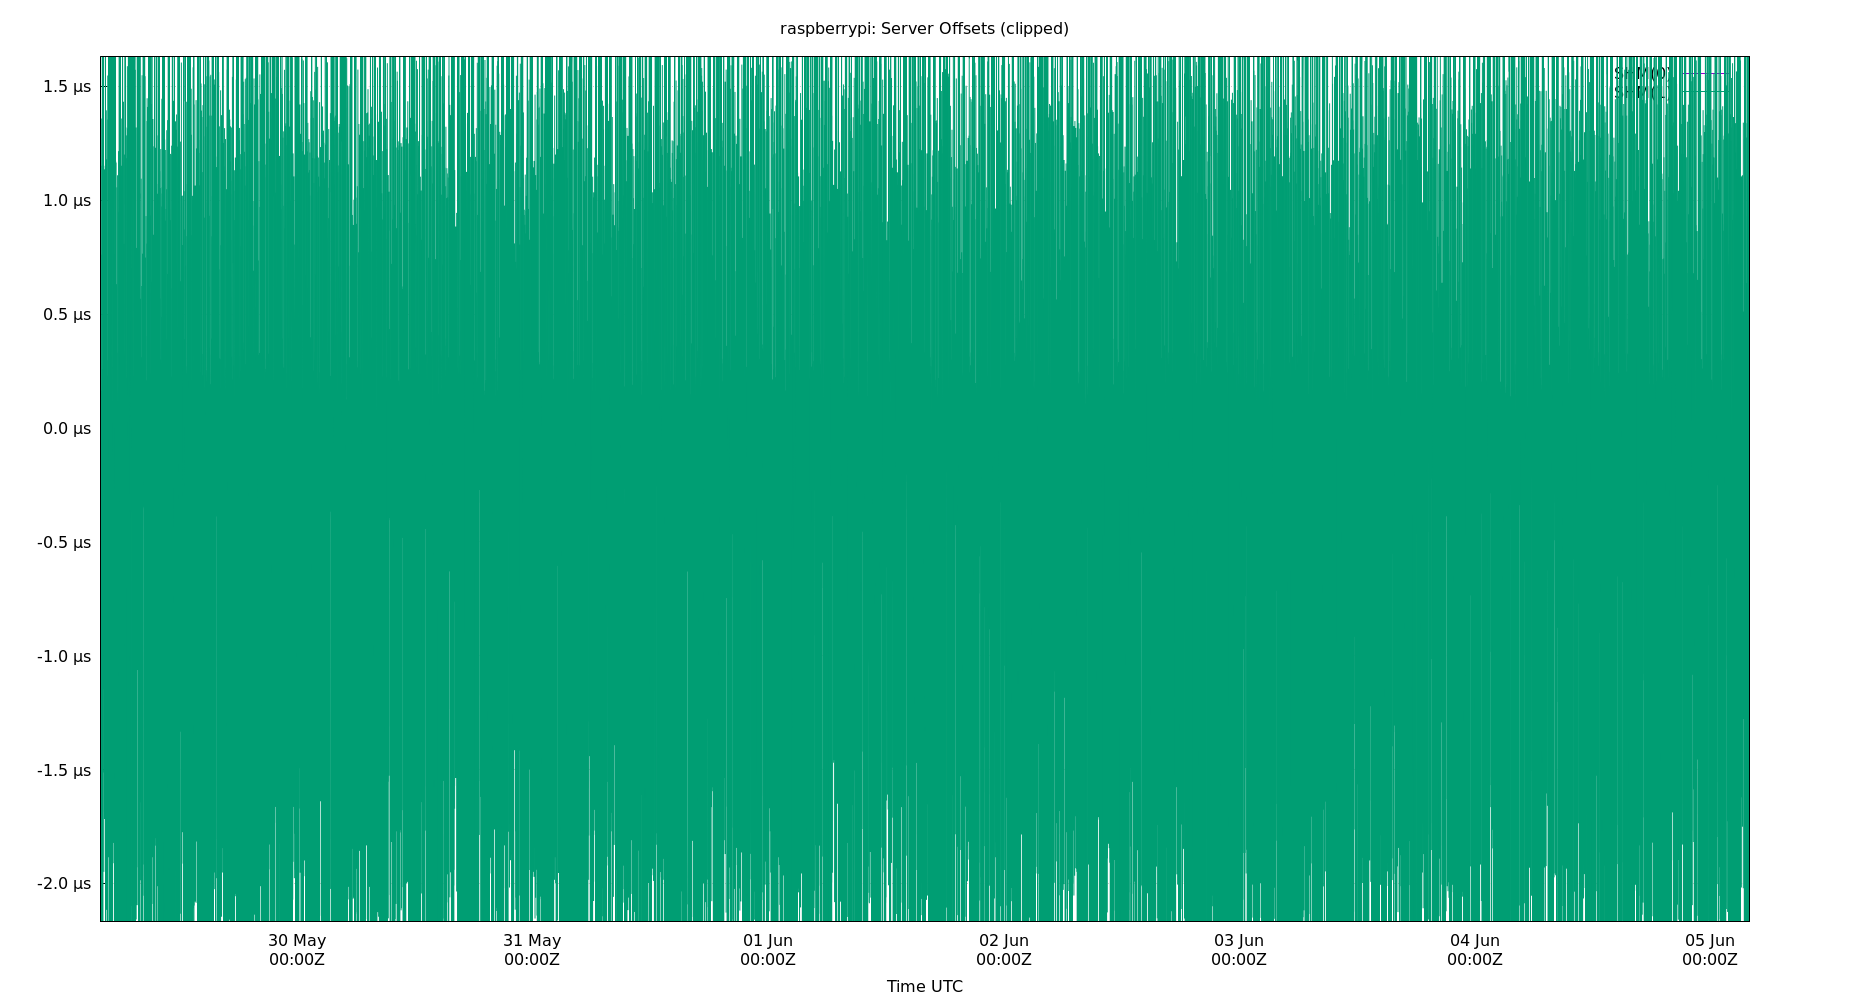 raspberrypi: Server Offsets (clipped)
SHM(0)
1.5 µs
1.0 µs
0.5 µs
0.0 µs
-0.5 µs
-1.0 µs
-1.5 µs
-2.0 µs
30 May 31 May 01 Jun 02 Jun 03 Jun 04 Jun 05 Jun
00:00Z 00:00Z 00:00Z 00:00Z 00:00Z 00:00Z 00:00Z
Time UTC